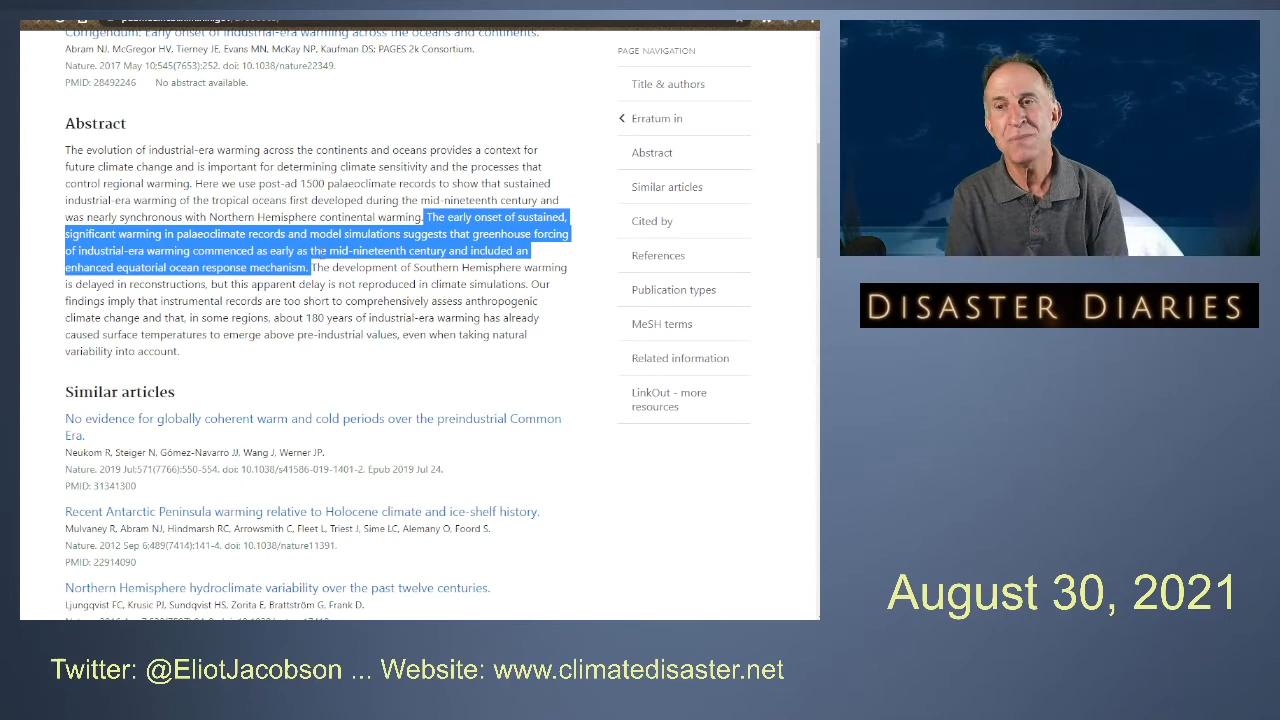 Corrigendum: Early onset of industrial-era warming across the oceans and continents.
Abram NJ, McGregor HV, Tierney JE, Evans MN, McKay NP, Kaufman DS; PAGES 2k Consortium.
Nature. 2017 May 10;545(7653):252. doi: 10.1038/nature22349.
PMID: 28492246 No abstract available.
Abstract
The evolution of industrial-era warming across the continents and oceans provides a context for
future climate change and is important for determining climate sensitivity and the processes that
control regional warming. Here we use post-ad 1500 palaeoclimate records to show that sustained
industrial-era warming of the tropical oceans first developed during the mid-nineteenth century and
was nearly synchronous with Northern Hemisphere continental warming. The early onset of sustained,
significant warming in palaeoclimate records and model simulations suggests that greenhouse forcing
of industrial-era warming commenced as early as the mid-nineteenth century and included an
enhanced equatorial ocean response mechanism. The development of Southern Hemisphere warming
is delayed in reconstructions, but this apparent delay is not reproduced in climate simulations. Our
findings imply that instrumental records are too short to comprehensively assess anthropogenic
climate change and that, in some regions, about 180 years of industrial-era warming has already
caused surface temperatures to emerge above pre-industrial values, even when taking natural
variability into account.
Similar articles
No evidence for globally coherent warm and cold periods over the preindustrial Common
Era.
Neukom R, Steiger N, Gómez-Navarro JJ, Wang J, Werner JP.
Nature. 2019 Jul;571(7766):550-554. doi: 10.1038/s41586-019-1401-2. Epub 2019 Jul 24.
PMID: 31341300
Recent Antarctic Peninsula warming relative to Holocene climate and ice-shelf history.
Mulvaney R, Abram NJ, Hindmarsh RC, Arrowsmith C, Fleet L, Triest J, Sime LC, Alemany O, Foord S.
Nature. 2012 Sep 6;489(7414):141-4. doi: 10.1038/nature11391.
PMID: 22914090
Northern Hemisphere hydroclimate variability over the past twelve centuries.
Ljungqvist FC, Krusic PJ, Sundqvist HS, Zorita E, Brattström G, Frank D.
PAGE NAVIGATION
Title & authors
Erratum in
Abstract
Similar articles
Cited by
References
Publication types
MeSH terms
Related information
LinkOut - more
resources
DISASTER DIARIES
August 30, 2021
Twitter: @EliotJacobson ... Website: www.climatedisaster.net